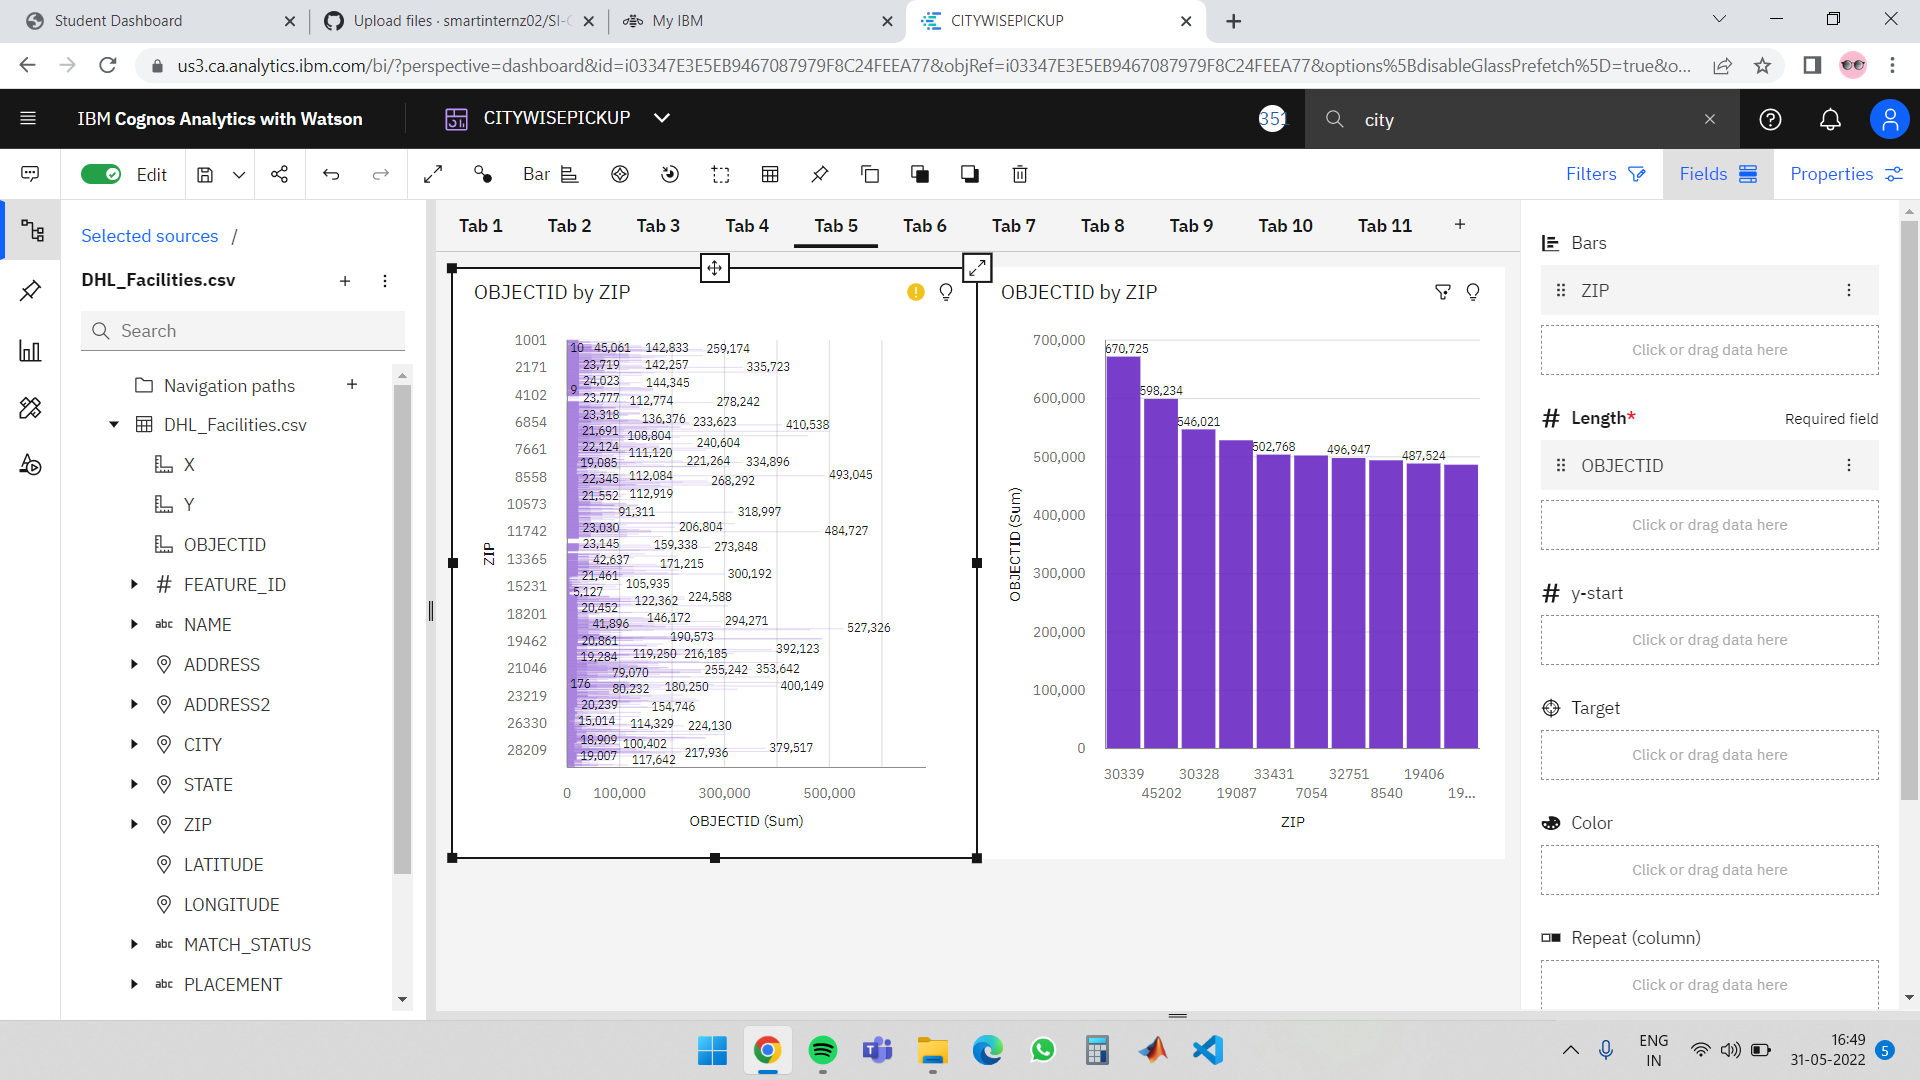 Student Dashboard
Upload files · smartinternz02/SI-
My IBM
CITYWISEPICKUP
us3.ca.analytics.ibm.com/bi/?perspective=dashboard&id=i03347E3E5EB9467087979F8C24FEEA77&objRef=i03347E3E5EB9467087979F8C24FEEA77&options%5BdisableGlassPrefetch%5D=true&o...
IBM Cognos Analytics with Watson
CITYWISEPICKUP
351
city
Edit
Bar
Filters
Fields
Properties
Tab 1
Tab 2
Tab 3
Tab 4
Tab 5
Tab 6
Tab 7
Tab 8
Tab 9
Tab 10
Tab 11
Selected sources /
DHL_Facilities.csv
Search
Navigation paths
DHL_Facilities.csv
X
Y
OBJECTID
# FEATURE_ID
abc NAME
ADDRESS
ADDRESS2
CITY
STATE
ZIP
LATITUDE
LONGITUDE
abc MATCH_STATUS
abc PLACEMENT
OBJECTID by ZIP
1001
2171
4102
6854
7661
8558
10573
11742
13365
15231
18201
19462
21046
23219
26330
28209
ZIP
10 45,061 142,833 259,174
23,719 142,257 335,723
24,023 144,345
9
23,777 112,774 278,242
23,318 136,376 233,623 410,538
21,691 108,804
22,124 111,120 240,604
19,085 221,264 334,896
22,345 112,084 268,292 493,045
21,552 112,919
91,311 318,997
23,030 206,804 484,727
23,145 159,338 273,848
42,637 171,215
21,461 105,935 300,192
5,127
20,452 122,362 224,588
41,896 146,172 294,271
527,326
20,861 190,573
19,284 119,250 216,185 392,123
79,070 255,242 353,642
176 80,232 180,250 400,149
20,239 154,746
15,014 114,329 224,130
18,909 100,402 379,517
19,007 117,642 217,936
0 100,000 300,000 500,000
OBJECTID (Sum)
OBJECTID by ZIP
700,000
600,000
500,000
400,000
300,000
200,000
100,000
0
OBJECTID (Sum)
670,725
598,234
546,021
502,768
496,947
487,524
30339 30328 33431 32751 19406
45202 19087 7054 8540 19...
ZIP
Bars
ZIP
Click or drag data here
# Length* Required field
OBJECTID
Click or drag data here
# y-start
Click or drag data here
Target
Click or drag data here
Color
Click or drag data here
Repeat (column)
Click or drag data here
ENG
IN
16:49
31-05-2022
5